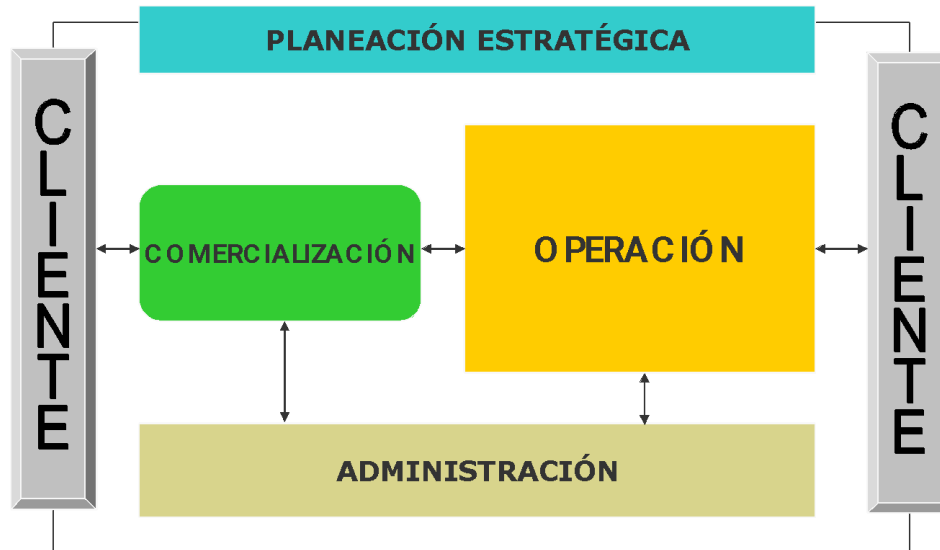 PLANEACIÓN ESTRATÉGICA
CLIENTE
COMERCIALIZACIÓN
OPERACIÓN
CLIENTE
ADMINISTRACIÓN